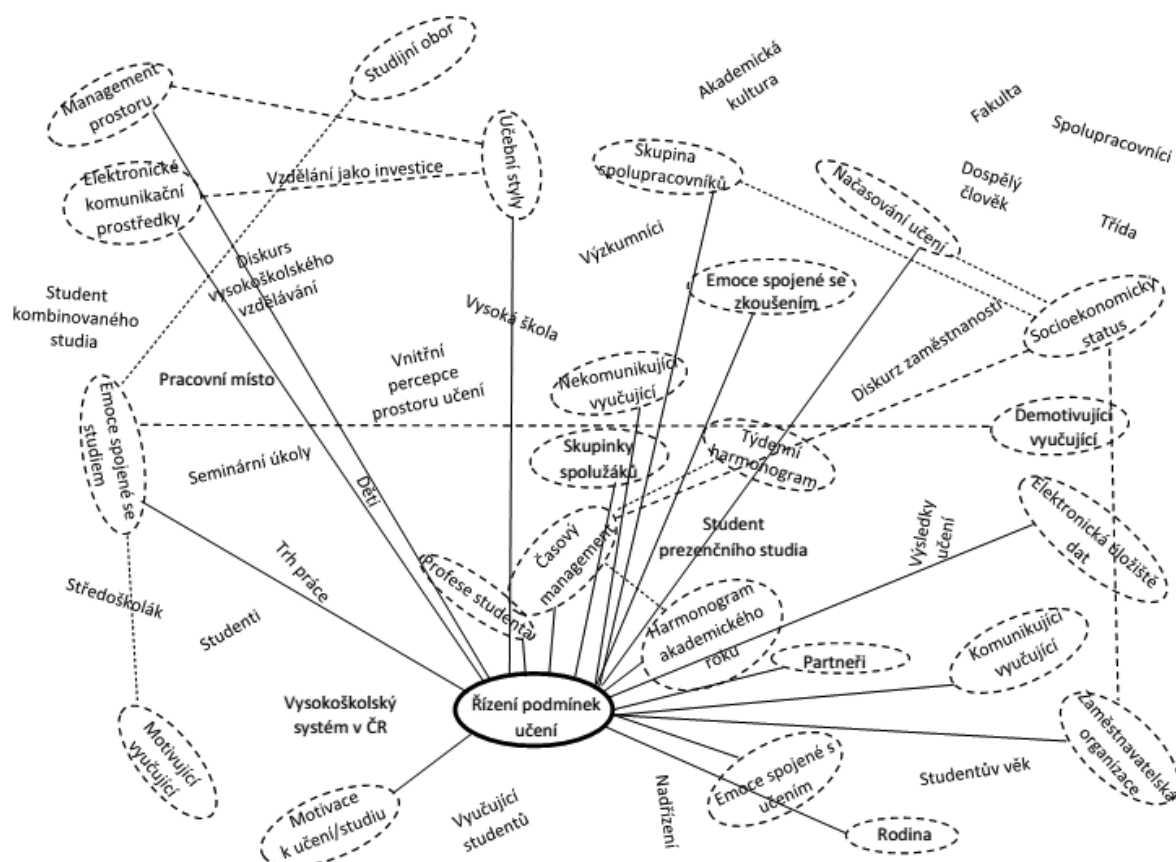 Studijní obor
Management
prostoru
Akademická
kultura
Fakulta
Spolupracovníci
Učební styly
Elektronické
komunikační
prostředky
Vzdělání jako investice
Skupina
spolupracovníků
Načasování učení
Dospělý
člověk
Třída
Výzkumníci
Diskurs
vysokoškolského
vzdělávání
Emoce spojené se
zkoušením
Student
kombinovaného
studia
Vysoká škola
Socioekonomický
status
Diskurz zaměstnanosti
Vnitřní
percepce
prostoru učení
Pracovní místo
Nekomunikující
vyučující
Emoce spojené se
studiem
Demotivující
vyučující
Skupinky
spolužáků
Týdenní
harmonogram
Seminární úkoly
Děti
Elektronická úložiště
dat
Časový
management
Student
prezenčního studia
Výsledky
učení
Trh práce
Profese studenta
Středoškolák
Studenti
Harmonogram
akademického
roku
Komunikující
vyučující
Partneři
Vysokoškolský
systém v ČR
Řízení podmínek
učení
Motivující
vyučující
Zaměstnavatelská
organizace
Emoce spojené s
učením
Studentův věk
Nadřízení
Motivace
k učení/studiu
Vyučující
studentů
Rodina